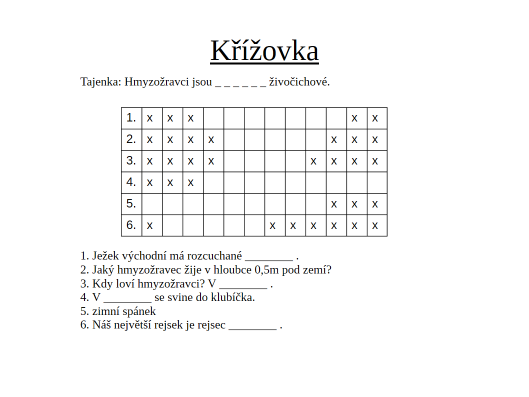 Křížovka
Tajenka: Hmyzožravci jsou _ _ _ _ _ _ živočichové.
1. x x x x x
2. x x x x x x x
3. x x x x x x x x
4. x x x
5. x x x
6. x x x x x x x
1. Ježek východní má rozcuchané ________ .
2. Jaký hmyzožravec žije v hloubce 0,5m pod zemí?
3. Kdy loví hmyzožravci? V ________ .
4. V ________ se svine do klubíčka.
5. zimní spánek
6. Náš největší rejsek je rejsec ________ .